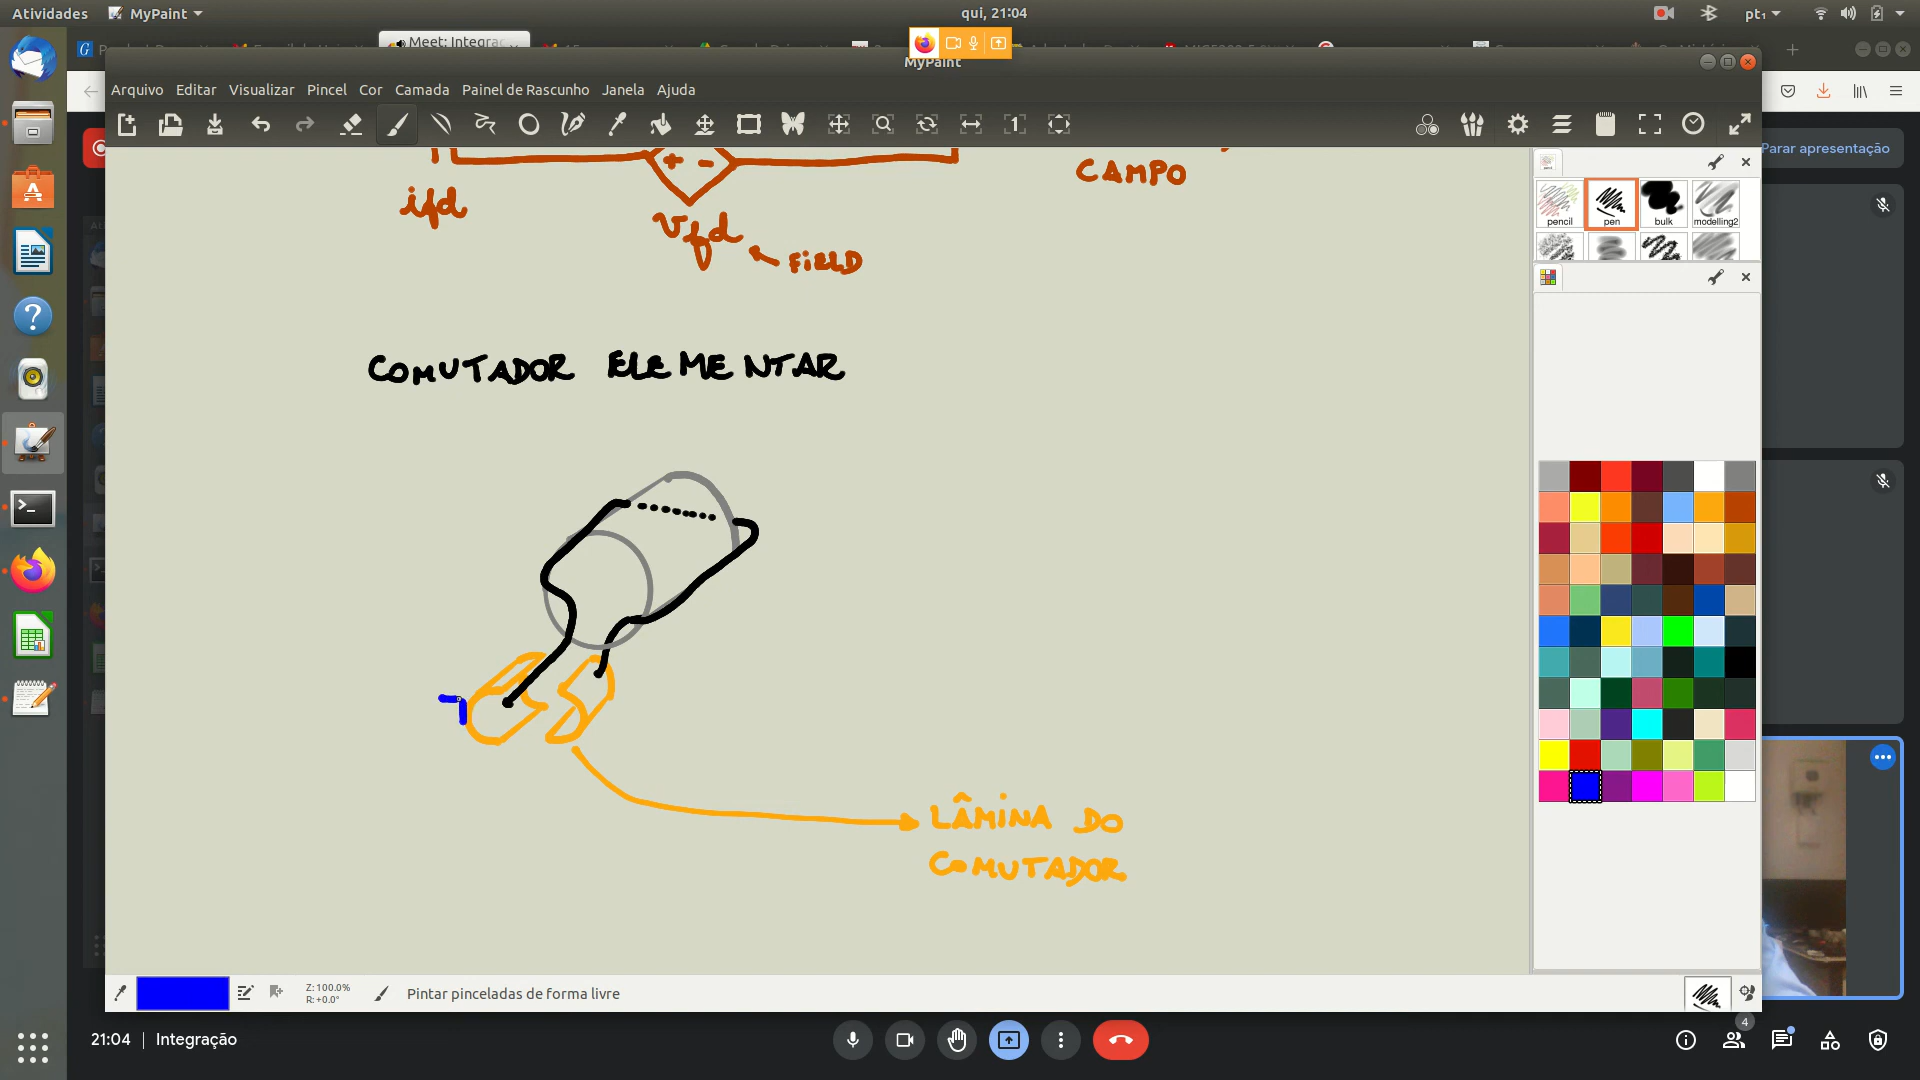 Atividades MyPaint qui, 21:04 pt₁
Meet: Integraç
MyPaint
Arquivo Editar Visualizar Pincel Cor Camada Painel de Rascunho Janela Ajuda
Parar apresentação
+ -
CAMPO
ifd
vfd
FIELD
pencil pen bulk modelling2
COMUTADOR ELEMENTAR
LÂMINA DO
COMUTADOR
Z: 100.0%
R: +0.0°
Pintar pinceladas de forma livre
21:04 Integração
4